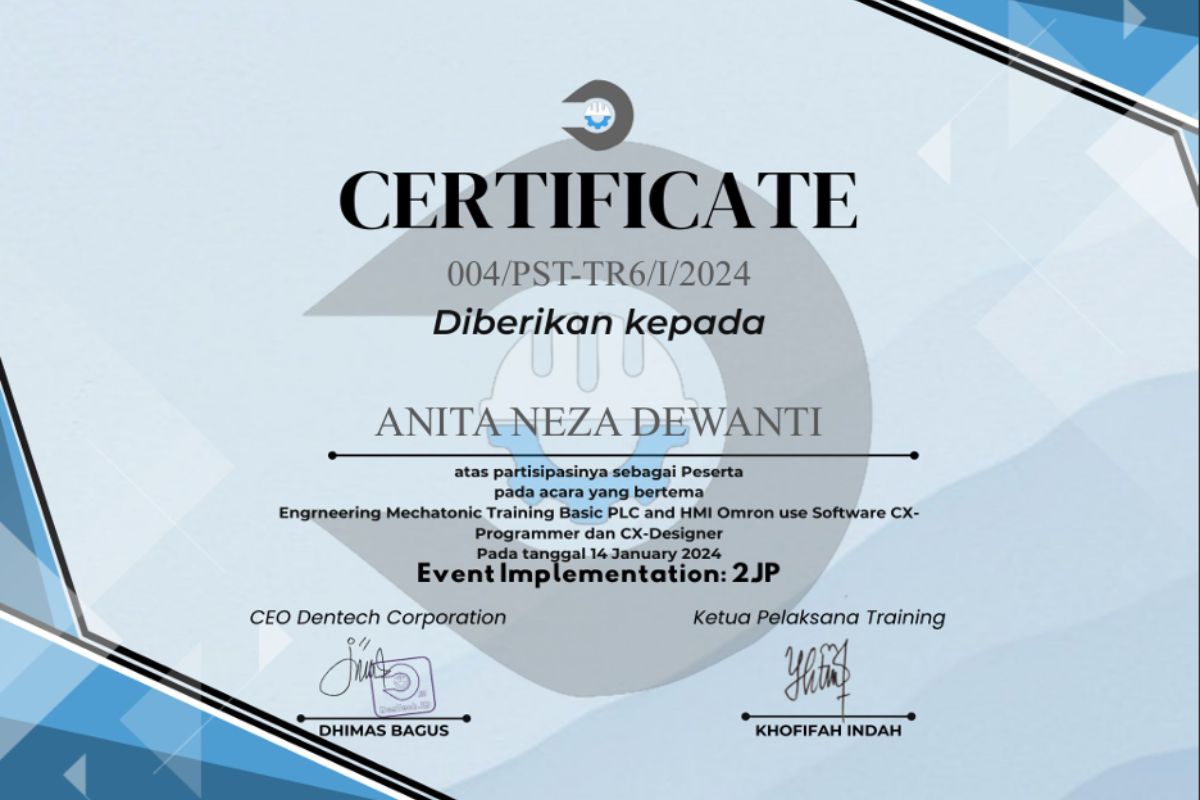 CERTIFICATE
004/PST-TR6/I/2024
Diberikan kepada
ANITA NEZA DEWANTI
atas partisipasinya sebagai Peserta
pada acara yang bertema
Engrneering Mechatonic Training Basic PLC and HMI Omron use Software CX-
Programmer dan CX-Designer
Pada tanggal 14 January 2024
Event Implementation: 2JP
CEO Dentech Corporation
Ketua Pelaksana Training
DHIMAS BAGUS
KHOFIFAH INDAH